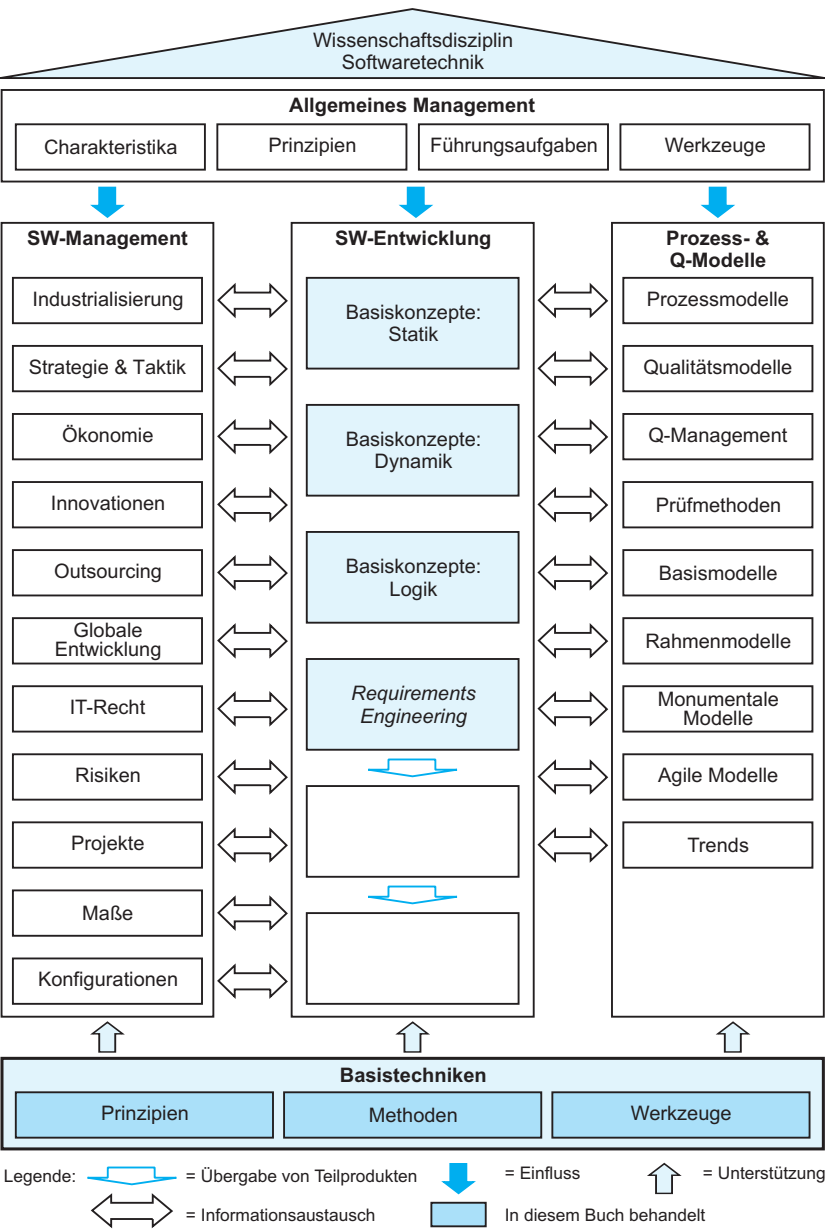 Wissenschaftsdisziplin
Softwaretechnik
Allgemeines Management
Charakteristika
Prinzipien
Führungsaufgaben
Werkzeuge
SW-Management
Industrialisierung
Strategie & Taktik
Ökonomie
Innovationen
Outsourcing
Globale
Entwicklung
IT-Recht
Risiken
Projekte
Maße
Konfigurationen
SW-Entwicklung
Basiskonzepte:
Statik
Basiskonzepte:
Dynamik
Basiskonzepte:
Logik
Requirements
Engineering
Prozess- &
Q-Modelle
Prozessmodelle
Qualitätsmodelle
Q-Management
Prüfmethoden
Basismodelle
Rahmenmodelle
Monumentale
Modelle
Agile Modelle
Trends
Basistechniken
Prinzipien
Methoden
Werkzeuge
Legende:
= Übergabe von Teilprodukten
= Einfluss
= Unterstützung
= Informationsaustausch
In diesem Buch behandelt